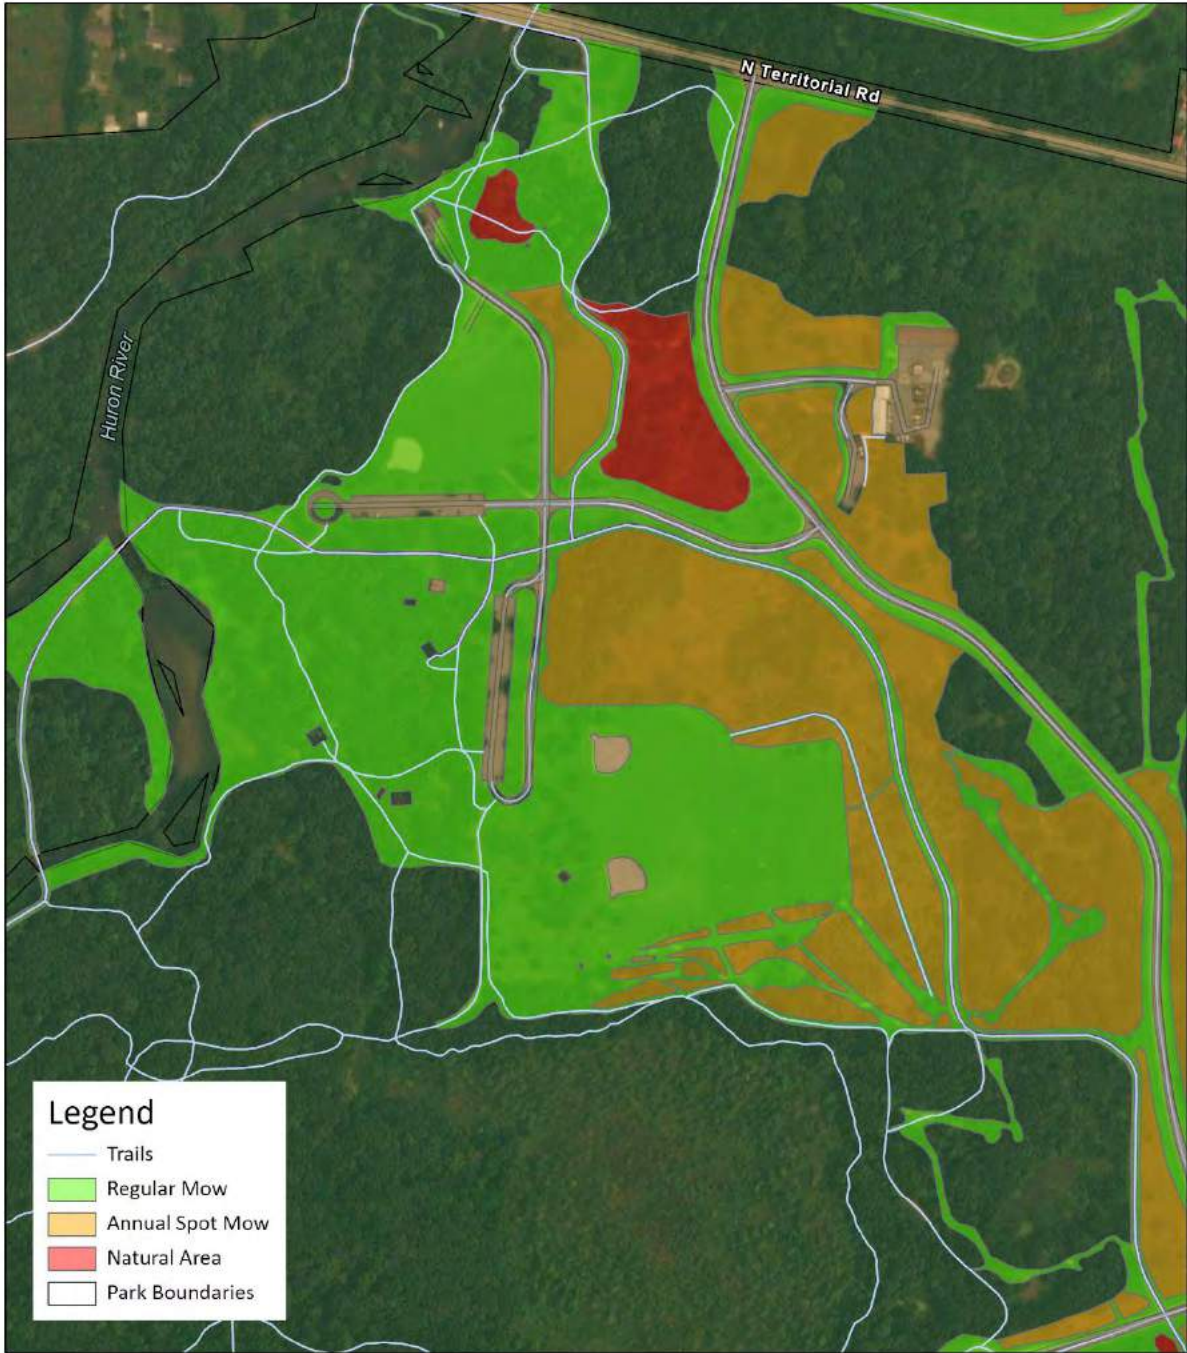 N Territorial Rd
Huron River
Legend
Trails
Regular Mow
Annual Spot Mow
Natural Area
Park Boundaries